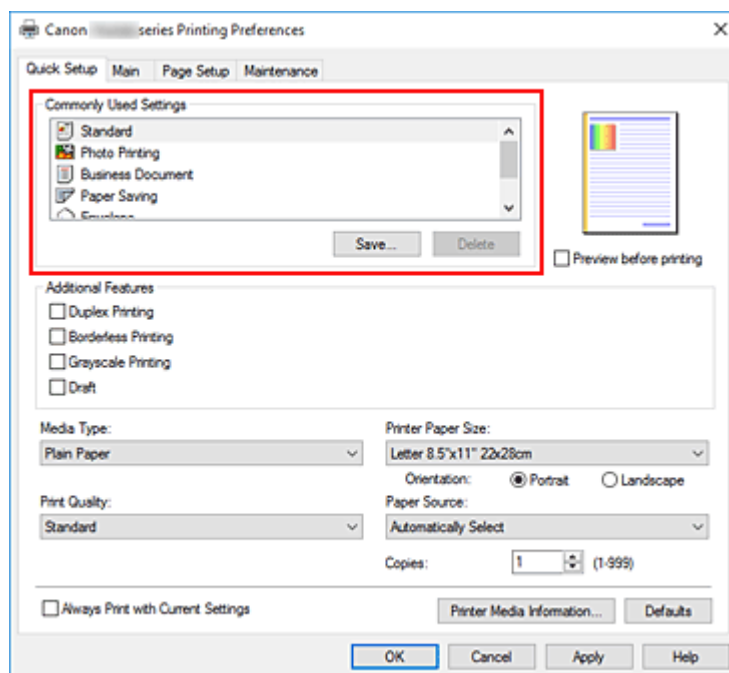 Canon series Printing Preferences
Quick Setup Main Page Setup Maintenance
Commonly Used Settings
Standard
Photo Printing
Business Document
Paper Saving
Envelope
Save... Delete
Preview before printing
Additional Features
Duplex Printing
Borderless Printing
Grayscale Printing
Draft
Media Type: Printer Paper Size:
Plain Paper Letter 8.5"x11" 22x28cm
Orientation: Portrait Landscape
Print Quality: Paper Source:
Standard Automatically Select
Copies: 1 (1-999)
Always Print with Current Settings Printer Media Information... Defaults
OK Cancel Apply Help